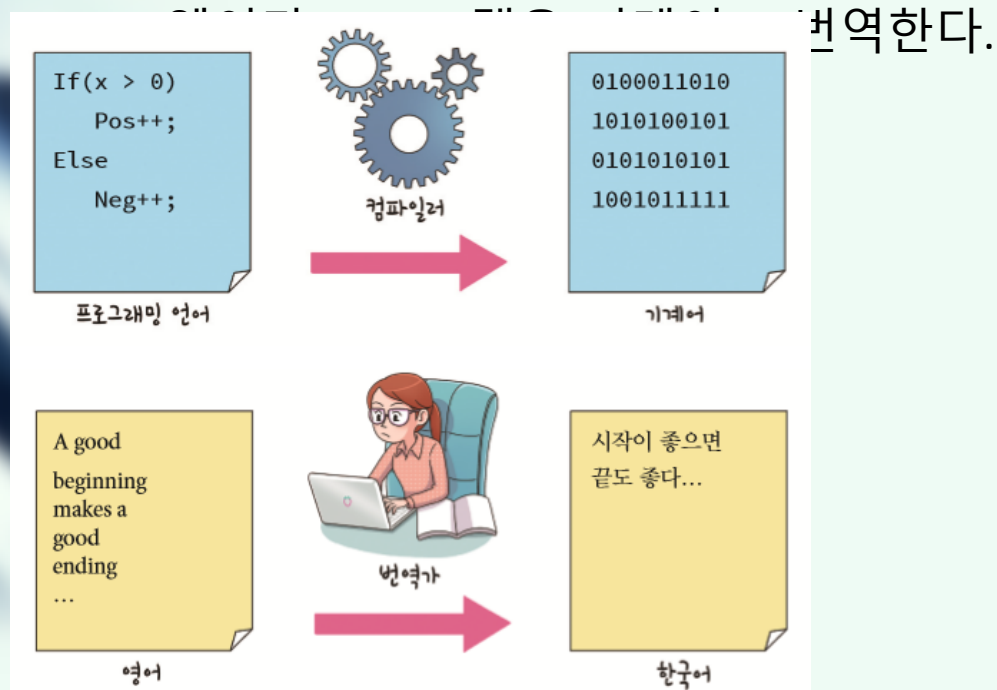 번역한다.
If(x > 0)
Pos++;
Else
Neg++;
프로그래밍 언어
컴파일러
0100011010
1010100101
0101010101
1001011111
기계어
A good
beginning
makes a
good
ending
...
영어
번역가
시작이 좋으면
끝도 좋다...
한국어